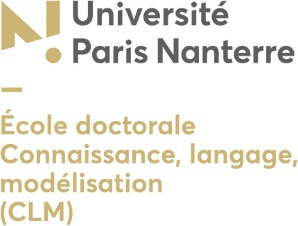 Université
Paris Nanterre
École doctorale
Connaissance, langage,
modélisation
(CLM)